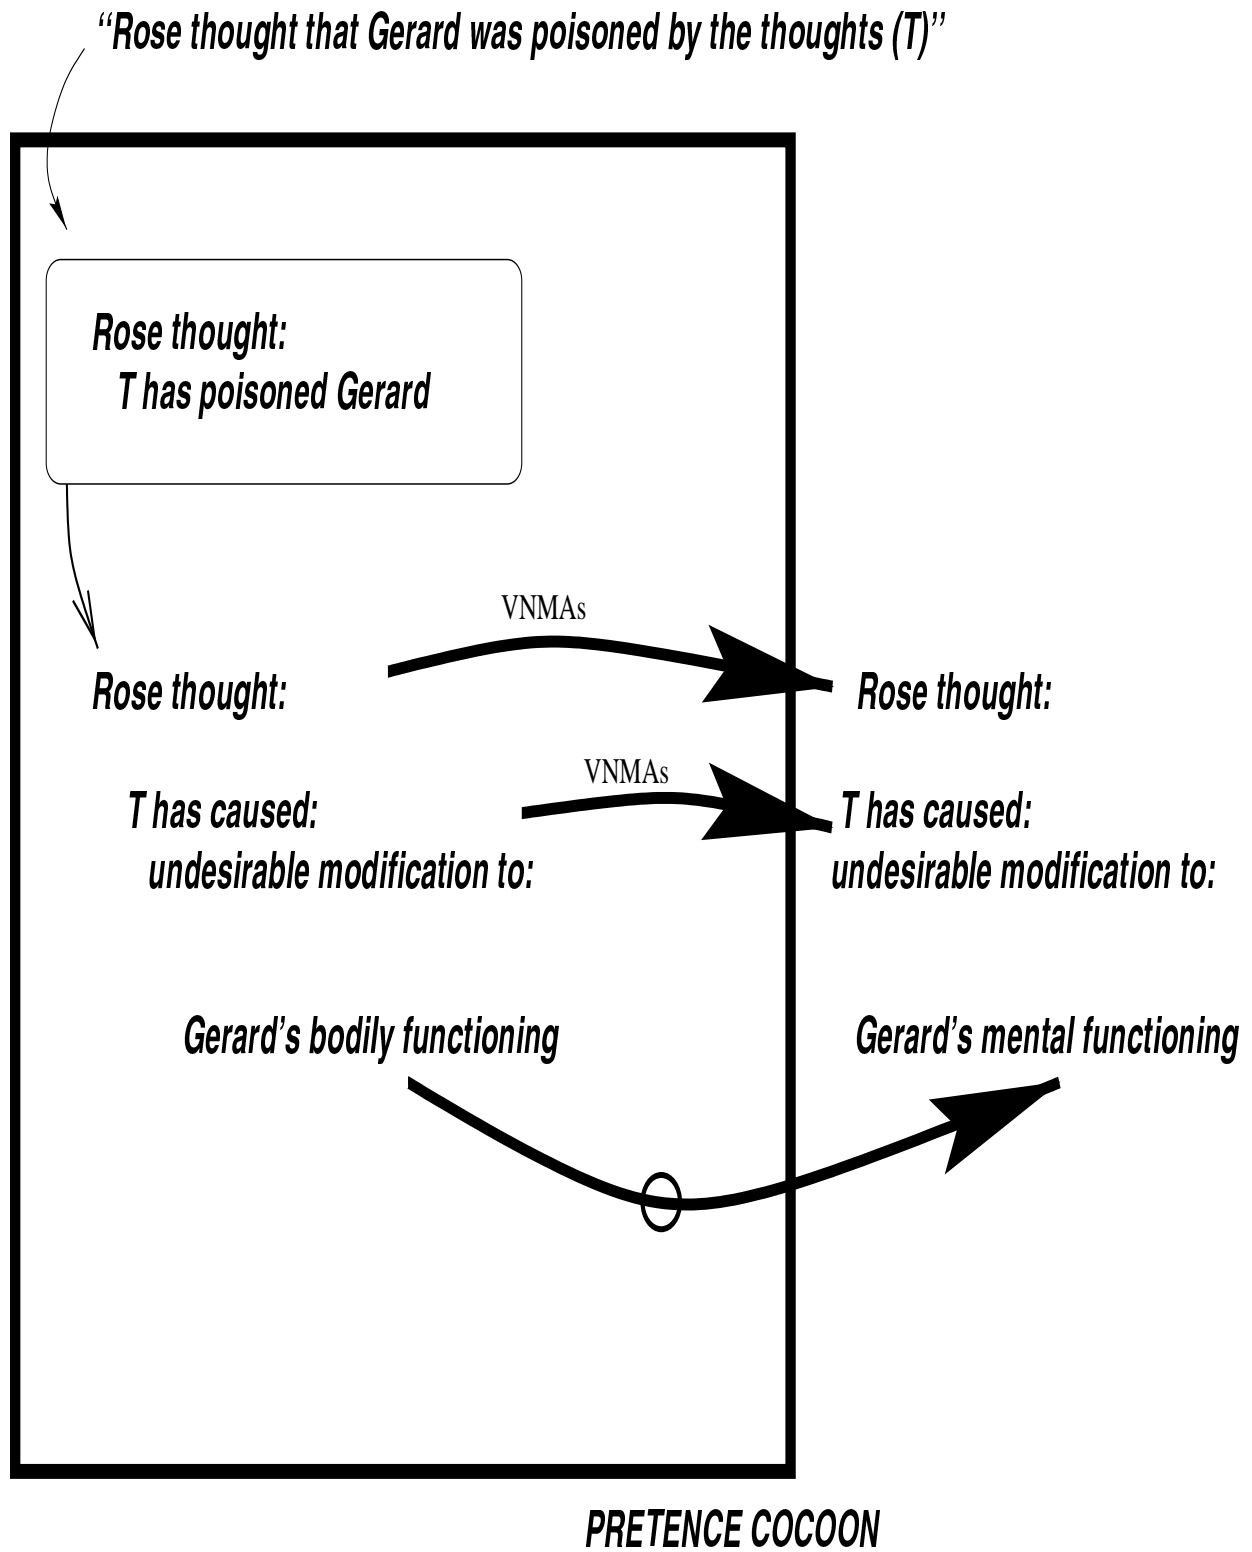 “Rose thought that Gerard was poisoned by the thoughts (T)”
Rose thought:
T has poisoned Gerard
VNMAs
Rose thought:
Rose thought:
VNMAs
T has caused:
undesirable modification to:
T has caused:
undesirable modification to:
Gerard’s bodily functioning
Gerard’s mental functioning
PRETENCE COCOON